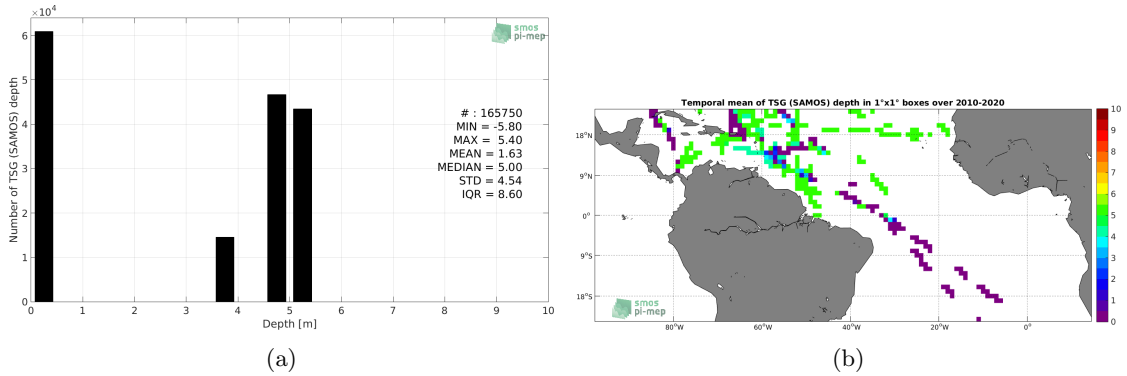 ×10⁴
6
5
4
3
2
1
0
Number of TSG (SAMOS) depth
smos
pi-mep
# : 165750
MIN = -5.80
MAX = 5.40
MEAN = 1.63
MEDIAN = 5.00
STD = 4.54
IQR = 8.60
0 1 2 3 4 5 6 7 8 9 10
Depth [m]
(a)
Temporal mean of TSG (SAMOS) depth in 1°x1° boxes over 2010-2020
18°N
9°N
0°
9°S
18°S
80°W 60°W 40°W 20°W 0°
smos
pi-mep
10
9
8
7
6
5
4
3
2
1
0
(b)